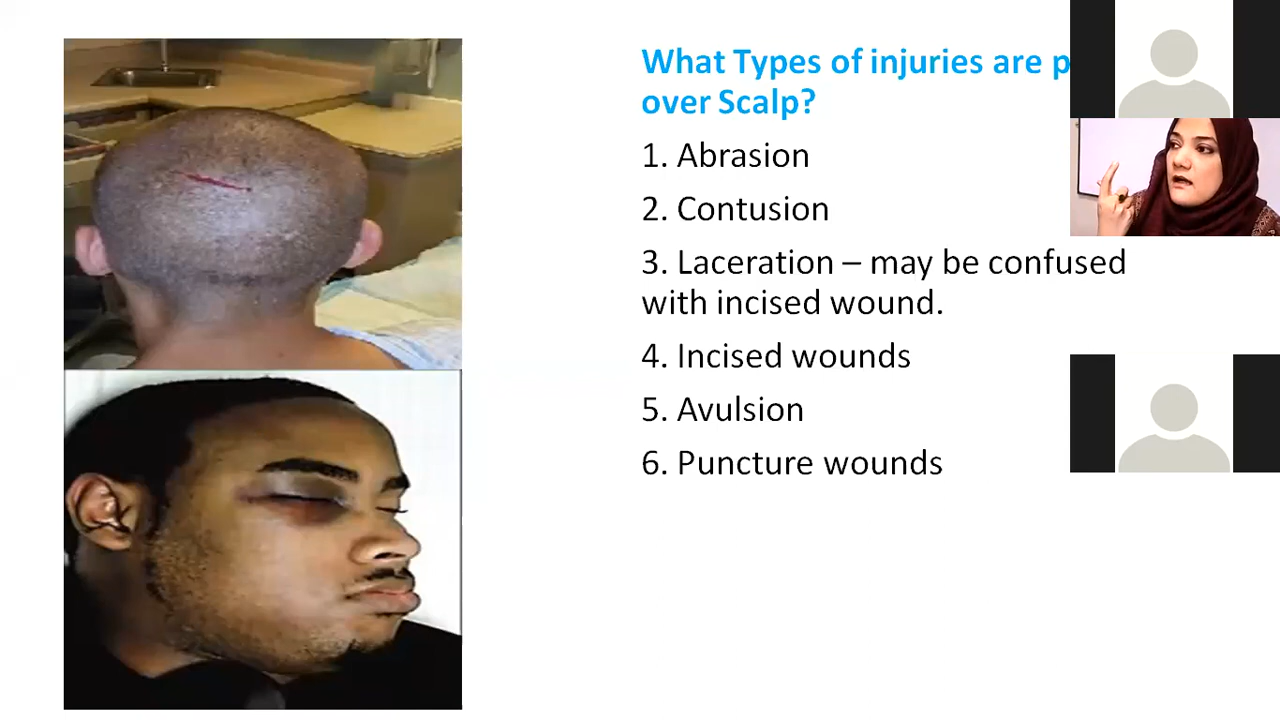 What Types of injuries are p
over Scalp?
1. Abrasion
2. Contusion
3. Laceration – may be confused
with incised wound.
4. Incised wounds
5. Avulsion
6. Puncture wounds